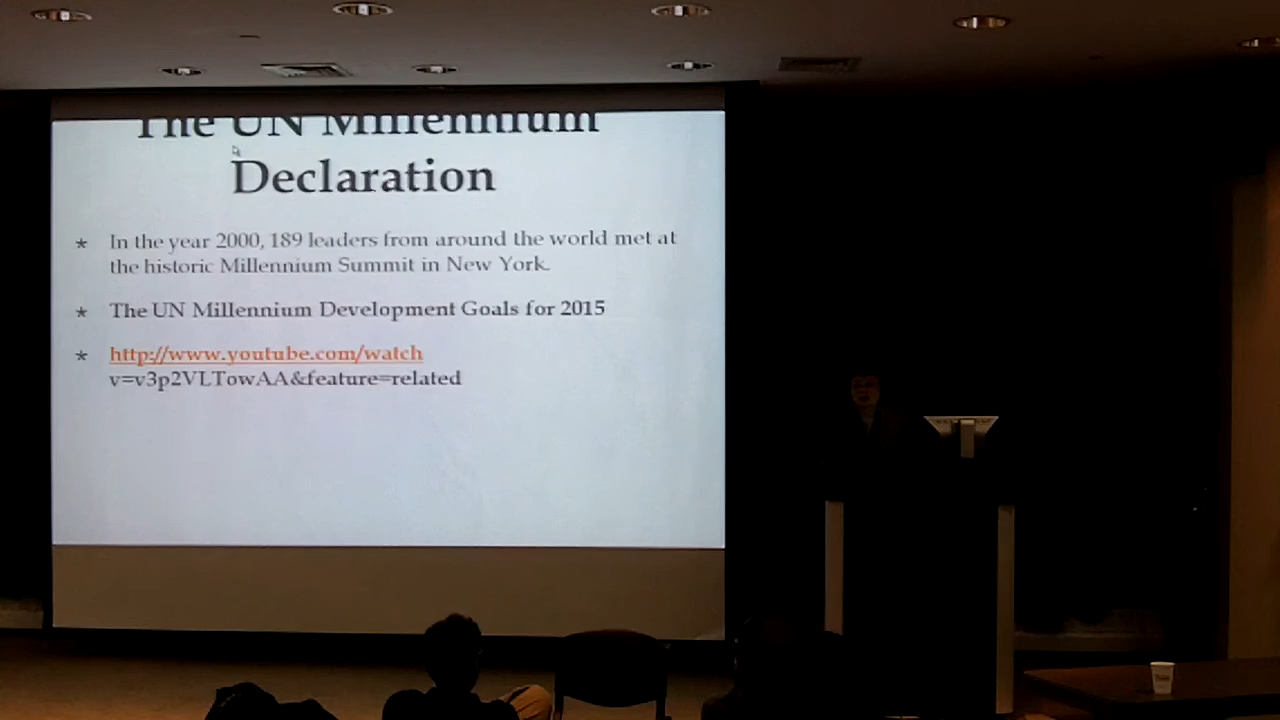 The UN Millennium
Declaration
* In the year 2000, 189 leaders from around the world met at
the historic Millennium Summit in New York.
* The UN Millennium Development Goals for 2015
* http://www.youtube.com/watch
v=v3p2VLTowAA&feature=related